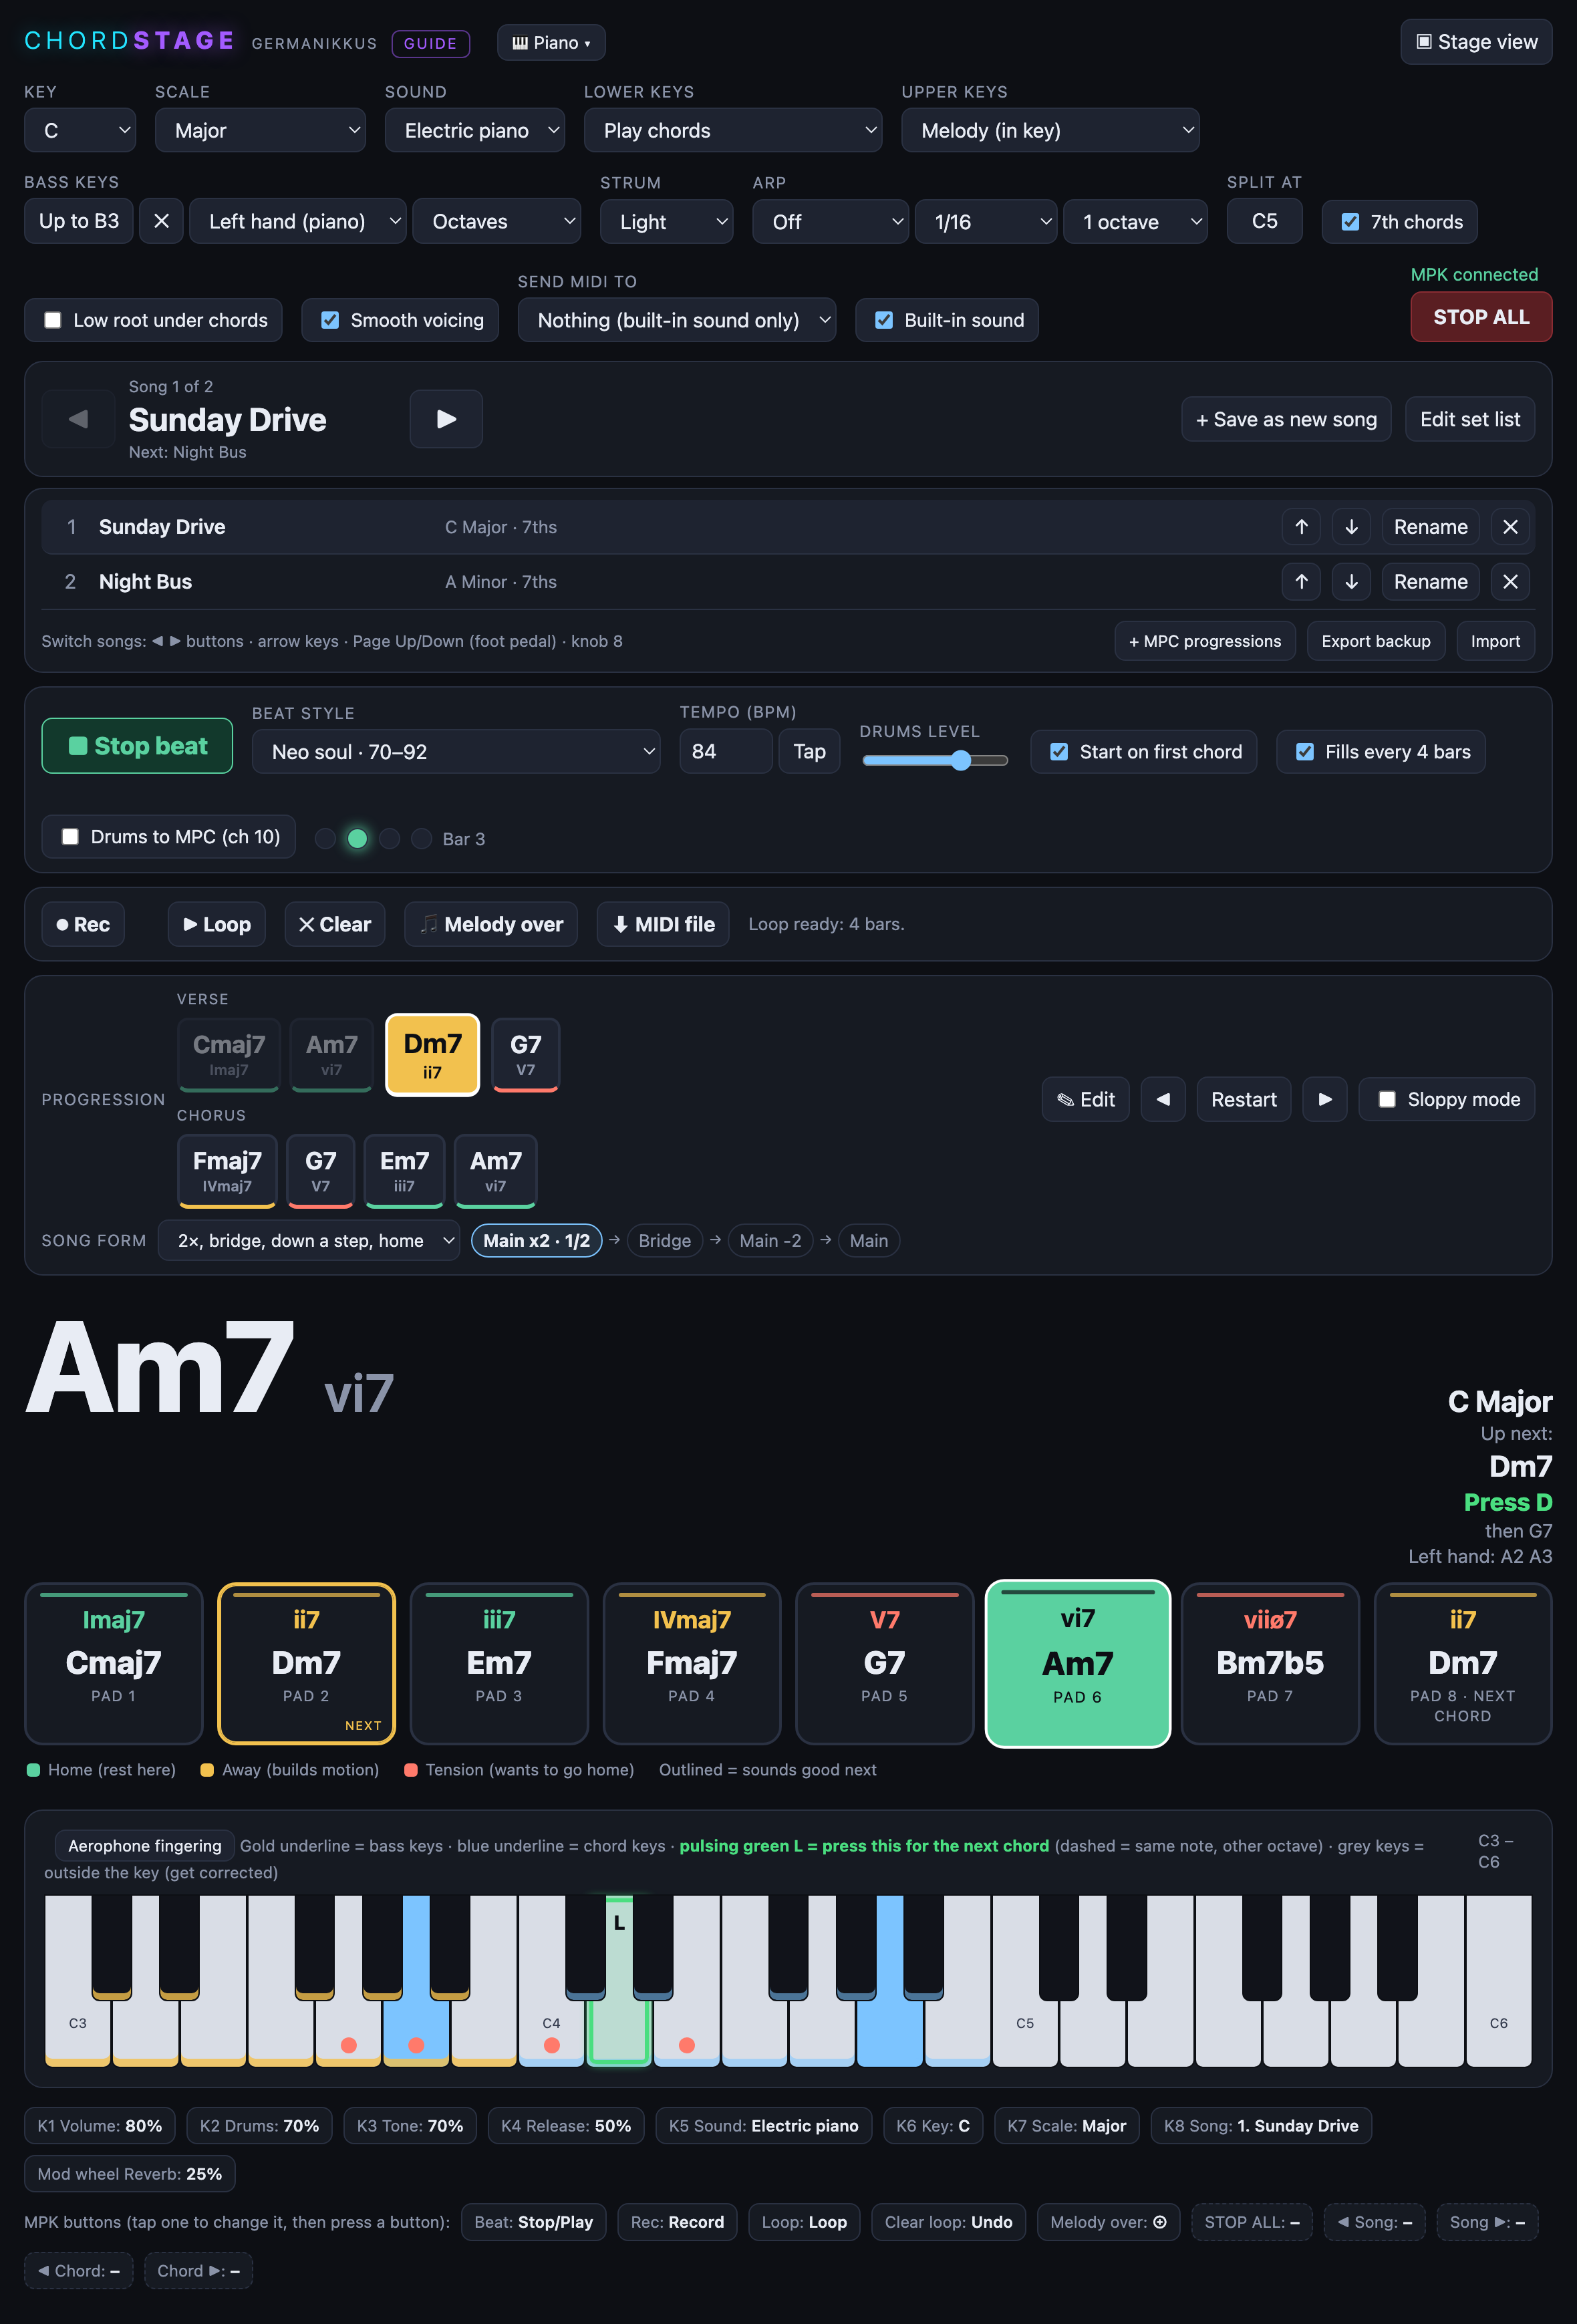 CHORDSTAGE GERMANIKKUS GUIDE Piano ▾ Stage view
KEY SCALE SOUND LOWER KEYS UPPER KEYS
C Major Electric piano Play chords Melody (in key)
BASS KEYS STRUM ARP SPLIT AT
Up to B3 ✕ Left hand (piano) Octaves Light Off 1/16 1 octave C5 7th chords
SEND MIDI TO MPK connected
Low root under chords Smooth voicing Nothing (built-in sound only) Built-in sound STOP ALL
Song 1 of 2
◀ Sunday Drive ▶ + Save as new song Edit set list
Next: Night Bus
1 Sunday Drive C Major · 7ths ↑ ↓ Rename ✕
2 Night Bus A Minor · 7ths ↑ ↓ Rename ✕
Switch songs: ◀ ▶ buttons · arrow keys · Page Up/Down (foot pedal) · knob 8 + MPC progressions Export backup Import
BEAT STYLE TEMPO (BPM) DRUMS LEVEL
■ Stop beat Neo soul · 70–92 84 Tap Start on first chord Fills every 4 bars
Drums to MPC (ch 10) Bar 3
● Rec ▶ Loop ✕ Clear 🎵 Melody over ⬇ MIDI file Loop ready: 4 bars.
VERSE
Cmaj7 Am7 Dm7 G7
Imaj7 vi7 ii7 V7
PROGRESSION ✎ Edit ◀ Restart ▶ Sloppy mode
CHORUS
Fmaj7 G7 Em7 Am7
IVmaj7 V7 iii7 vi7
SONG FORM 2×, bridge, down a step, home Main x2 · 1/2 → Bridge → Main -2 → Main
Am7 vi7
C Major
Up next:
Dm7
Press D
then G7
Left hand: A2 A3
Imaj7 ii7 iii7 IVmaj7 V7 vi7 viiø7 ii7
Cmaj7 Dm7 Em7 Fmaj7 G7 Am7 Bm7b5 Dm7
PAD 1 PAD 2 PAD 3 PAD 4 PAD 5 PAD 6 PAD 7 PAD 8 · NEXT
CHORD
NEXT
Home (rest here) Away (builds motion) Tension (wants to go home) Outlined = sounds good next
Aerophone fingering Gold underline = bass keys · blue underline = chord keys · pulsing green L = press this for the next chord (dashed = same note, other octave) · grey keys =
outside the key (get corrected)
C3 –
C6
L
C3 C4 C5 C6
K1 Volume: 80% K2 Drums: 70% K3 Tone: 70% K4 Release: 50% K5 Sound: Electric piano K6 Key: C K7 Scale: Major K8 Song: 1. Sunday Drive
Mod wheel Reverb: 25%
MPK buttons (tap one to change it, then press a button): Beat: Stop/Play Rec: Record Loop: Loop Clear loop: Undo Melody over: ⊕ STOP ALL: – ◀ Song: – Song ▶: –
◀ Chord: – Chord ▶: –